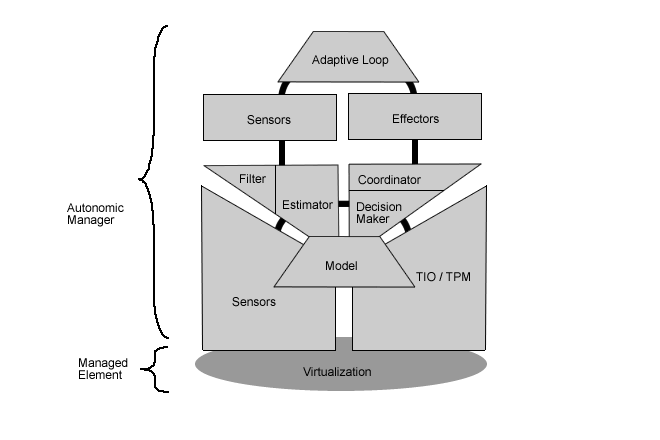 Adaptive Loop
Sensors
Effectors
Filter
Coordinator
Estimator
Decision
Maker
Autonomic
Manager
Model
Sensors
TIO / TPM
Managed
Element
Virtualization